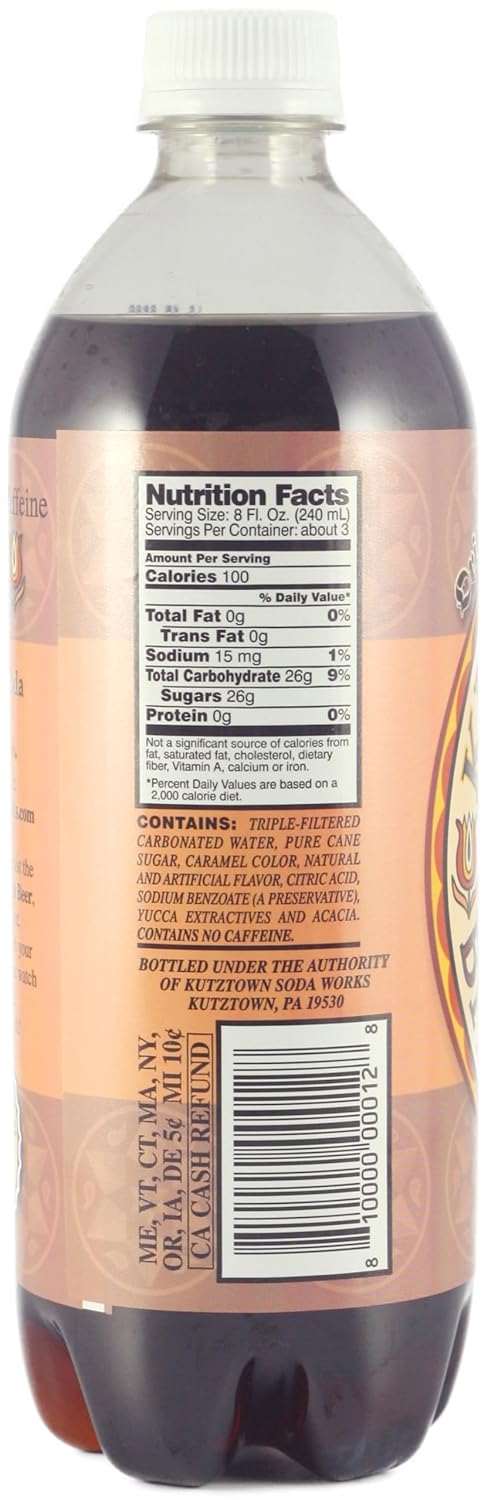 Nutrition Facts
Serving Size: 8 Fl. Oz. (240 mL)
Servings Per Container: about 3
Amount Per Serving
Calories 100
% Daily Value*
Total Fat 0g 0%
Trans Fat 0g
Sodium 15 mg 1%
Total Carbohydrate 26g 9%
Sugars 26g
Protein 0g 0%
Not a significant source of calories from
fat, saturated fat, cholesterol, dietary
fiber, Vitamin A, calcium or iron.
*Percent Daily Values are based on a
2,000 calorie diet.
CONTAINS: TRIPLE-FILTERED
CARBONATED WATER, PURE CANE
SUGAR, CARAMEL COLOR, NATURAL
AND ARTIFICIAL FLAVOR, CITRIC ACID,
SODIUM BENZOATE (A PRESERVATIVE),
YUCCA EXTRACTIVES AND ACACIA.
CONTAINS NO CAFFEINE.
BOTTLED UNDER THE AUTHORITY
OF KUTZTOWN SODA WORKS
KUTZTOWN, PA 19530
ME, VT, CT, MA, NY,
OR, IA, DE 5¢ MI 10¢
CA CASH REFUND
8 10000 00012 8
s.com
Beer,
your
watch